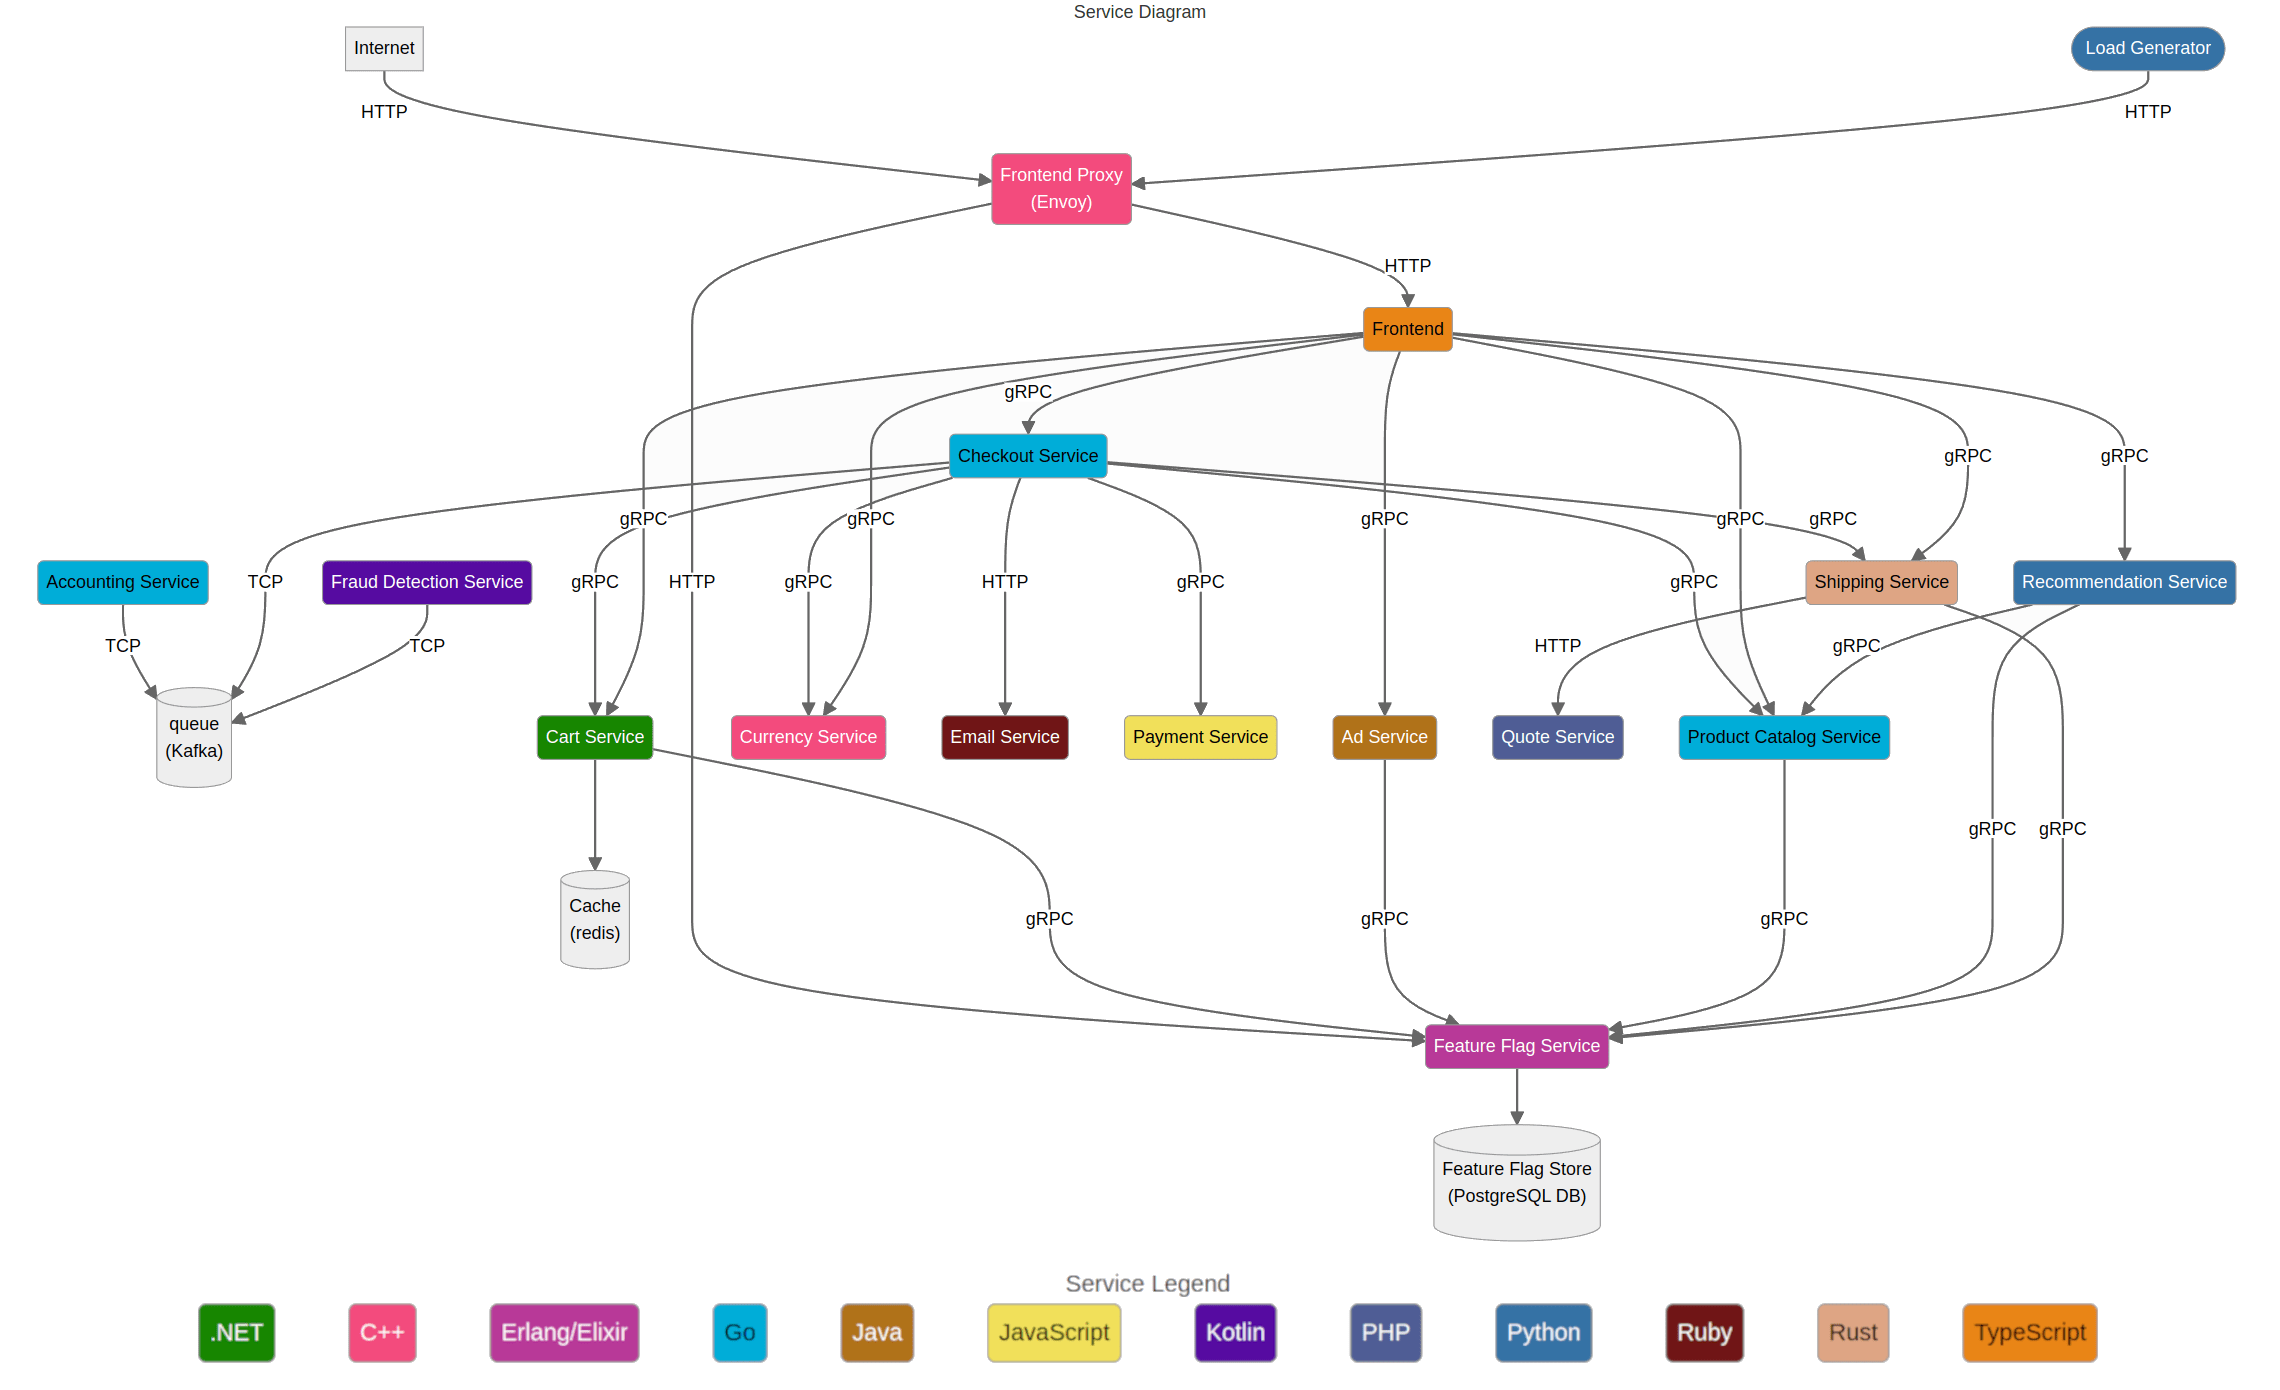 Service Diagram
Internet
Load Generator
HTTP
HTTP
Frontend Proxy
(Envoy)
HTTP
Frontend
gRPC
Checkout Service
gRPC
gRPC
gRPC
gRPC
gRPC
gRPC
gRPC
Accounting Service
TCP
Fraud Detection Service
gRPC
HTTP
gRPC
HTTP
gRPC
gRPC
Shipping Service
Recommendation Service
TCP
TCP
HTTP
gRPC
queue
(Kafka)
Cart Service
Currency Service
Email Service
Payment Service
Ad Service
Quote Service
Product Catalog Service
gRPC
gRPC
Cache
(redis)
gRPC
gRPC
gRPC
Feature Flag Service
Feature Flag Store
(PostgreSQL DB)
Service Legend
.NET
C++
Erlang/Elixir
Go
Java
JavaScript
Kotlin
PHP
Python
Ruby
Rust
TypeScript